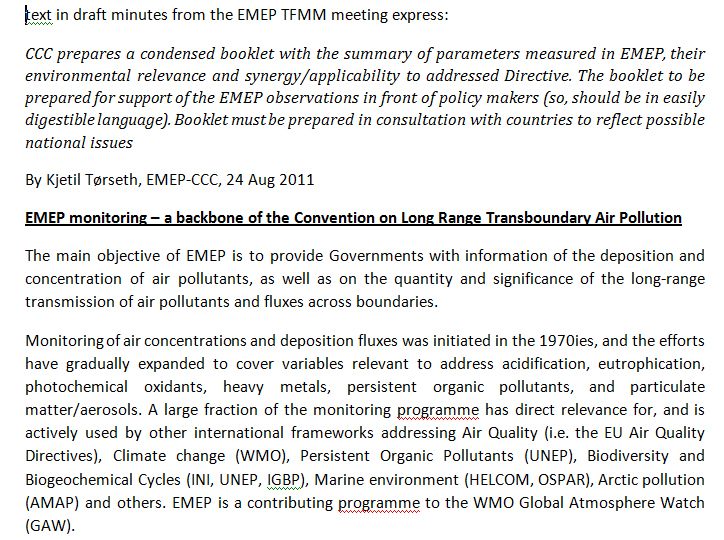 text in draft minutes from the EMEP TFMM meeting express:
CCC prepares a condensed booklet with the summary of parameters measured in EMEP, their
environmental relevance and synergy/applicability to addressed Directive. The booklet to be
prepared for support of the EMEP observations in front of policy makers (so, should be in easily
digestible language). Booklet must be prepared in consultation with countries to reflect possible
national issues
By Kjetil Tørseth, EMEP-CCC, 24 Aug 2011
EMEP monitoring – a backbone of the Convention on Long Range Transboundary Air Pollution
The main objective of EMEP is to provide Governments with information of the deposition and
concentration of air pollutants, as well as on the quantity and significance of the long-range
transmission of air pollutants and fluxes across boundaries.
Monitoring of air concentrations and deposition fluxes was initiated in the 1970ies, and the efforts
have gradually expanded to cover variables relevant to address acidification, eutrophication,
photochemical oxidants, heavy metals, persistent organic pollutants, and particulate
matter/aerosols. A large fraction of the monitoring programme has direct relevance for, and is
actively used by other international frameworks addressing Air Quality (i.e. the EU Air Quality
Directives), Climate change (WMO), Persistent Organic Pollutants (UNEP), Biodiversity and
Biogeochemical Cycles (INI, UNEP, IGBP), Marine environment (HELCOM, OSPAR), Arctic pollution
(AMAP) and others. EMEP is a contributing programme to the WMO Global Atmosphere Watch
(GAW).